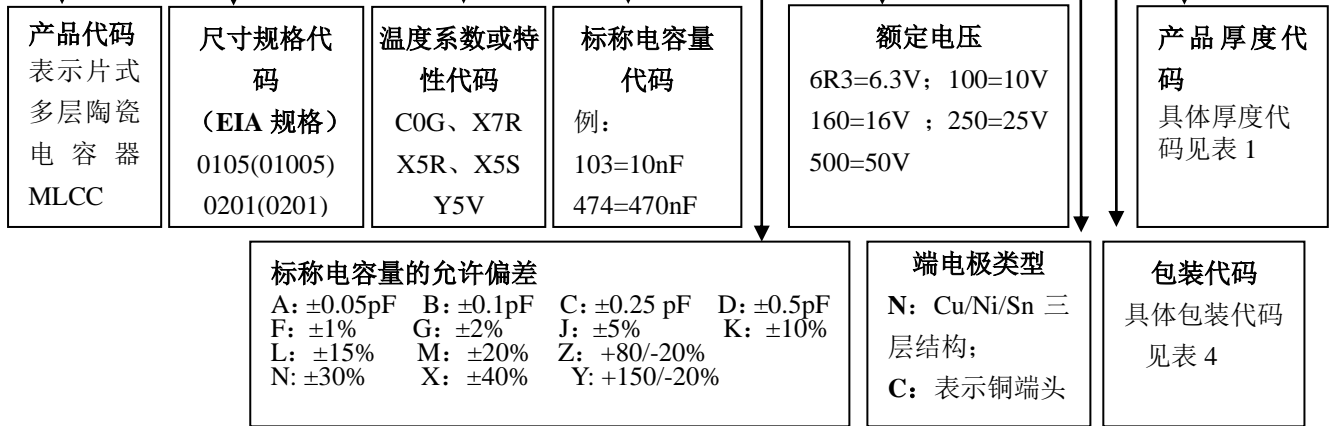 产品代码
表示片式
多层陶瓷
电容器
MLCC
尺寸规格代
码
（EIA 规格）
0105(01005)
0201(0201)
温度系数或特
性代码
C0G、X7R
X5R、X5S
Y5V
标称电容量
代码
例：
103=10nF
474=470nF
额定电压
6R3=6.3V；100=10V
160=16V ；250=25V
500=50V
产品厚度代
码
具体厚度代
码见表 1
标称电容量的允许偏差
A: ±0.05pF B: ±0.1pF C: ±0.25 pF D: ±0.5pF
F: ±1% G: ±2% J: ±5% K: ±10%
L: ±15% M: ±20% Z: +80/-20%
N: ±30% X: ±40% Y: +150/-20%
端电极类型
N：Cu/Ni/Sn 三
层结构；
C：表示铜端头
包装代码
具体包装代码
见表 4